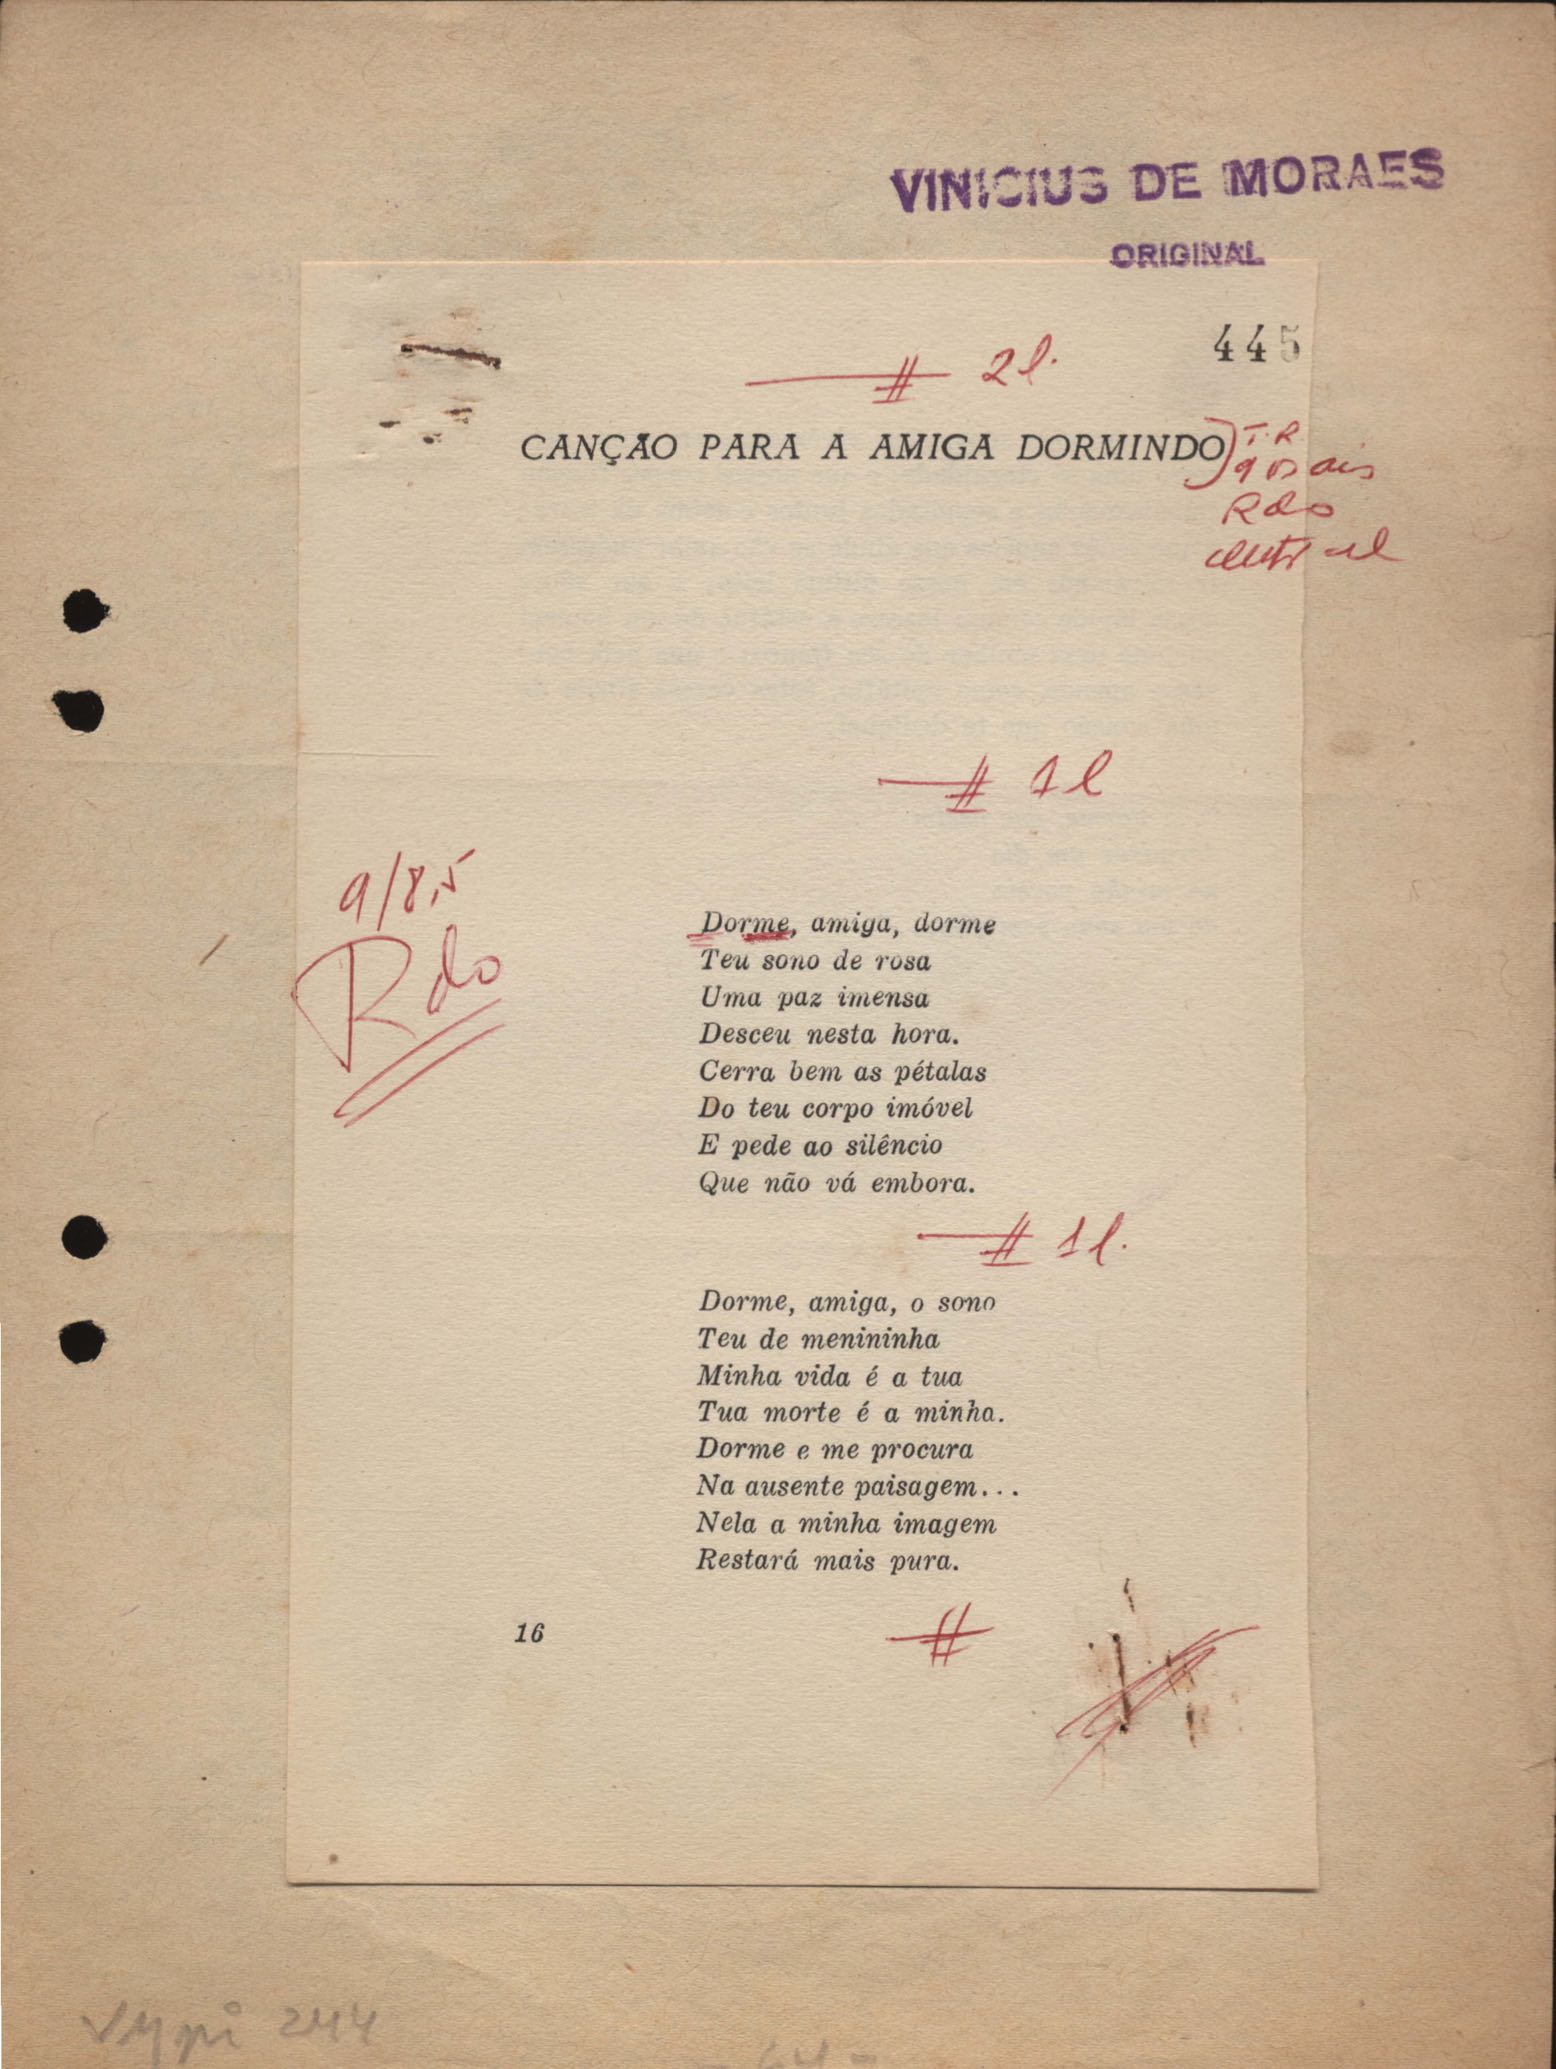 VINICIUS DE MORAES
ORIGINAL
445
# 2l.
CANÇÃO PARA A AMIGA DORMINDO
T.R.
Rdo
# 1l
9/8,5
Rdo
Dorme, amiga, dorme
Teu sono de rosa
Uma paz imensa
Desceu nesta hora.
Cerra bem as pétalas
Do teu corpo imóvel
E pede ao silêncio
Que não vá embora.
# 1l.
Dorme, amiga, o sono
Teu de menininha
Minha vida é a tua
Tua morte é a minha.
Dorme e me procura
Na ausente paisagem...
Nela a minha imagem
Restará mais pura.
16
#
244